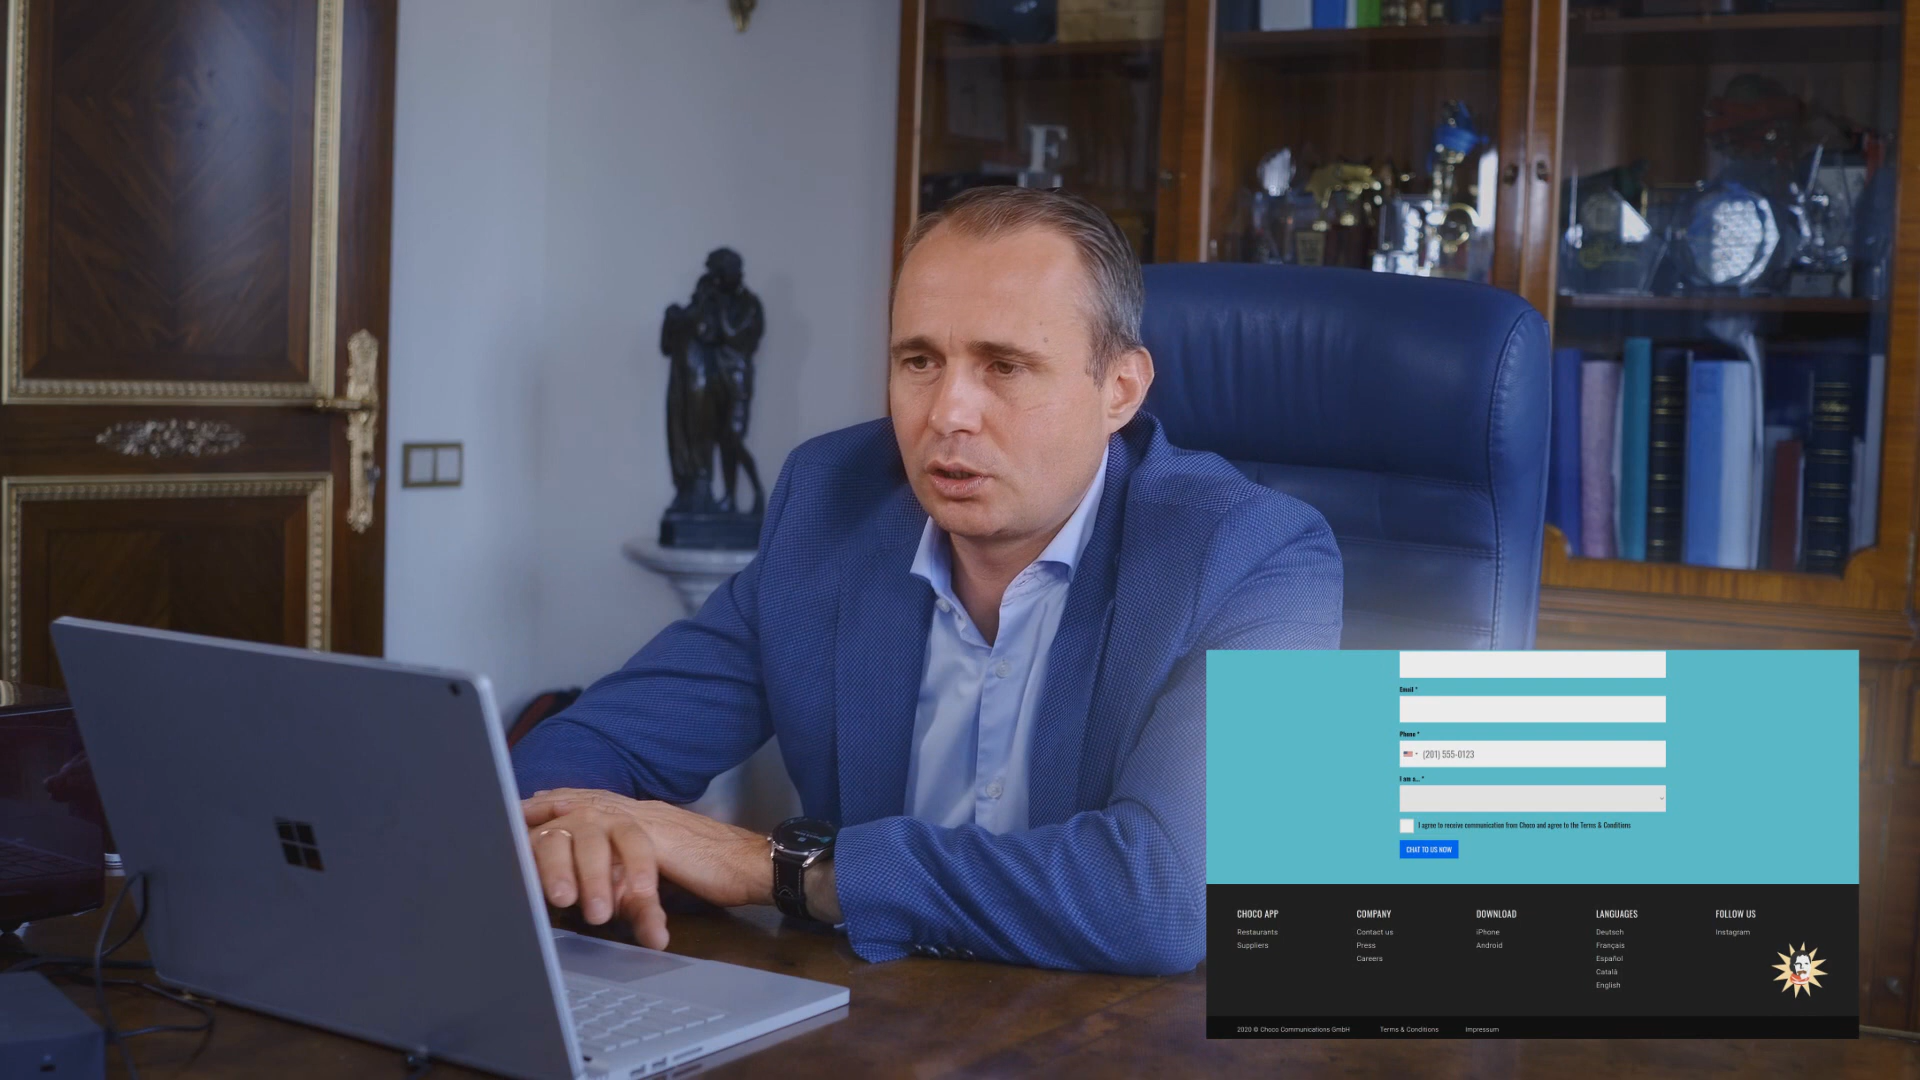 F
Email *
Phone *
(201) 555-0123
I am a... *
I agree to receive communication from Choco and agree to the Terms & Conditions
CHAT TO US NOW
CHOCO APP
Restaurants
Suppliers
COMPANY
Contact us
Press
Careers
DOWNLOAD
iPhone
Android
LANGUAGES
Deutsch
Français
Español
Català
English
FOLLOW US
Instagram
2020 © Choco Communications GmbH
Terms & Conditions
Impressum